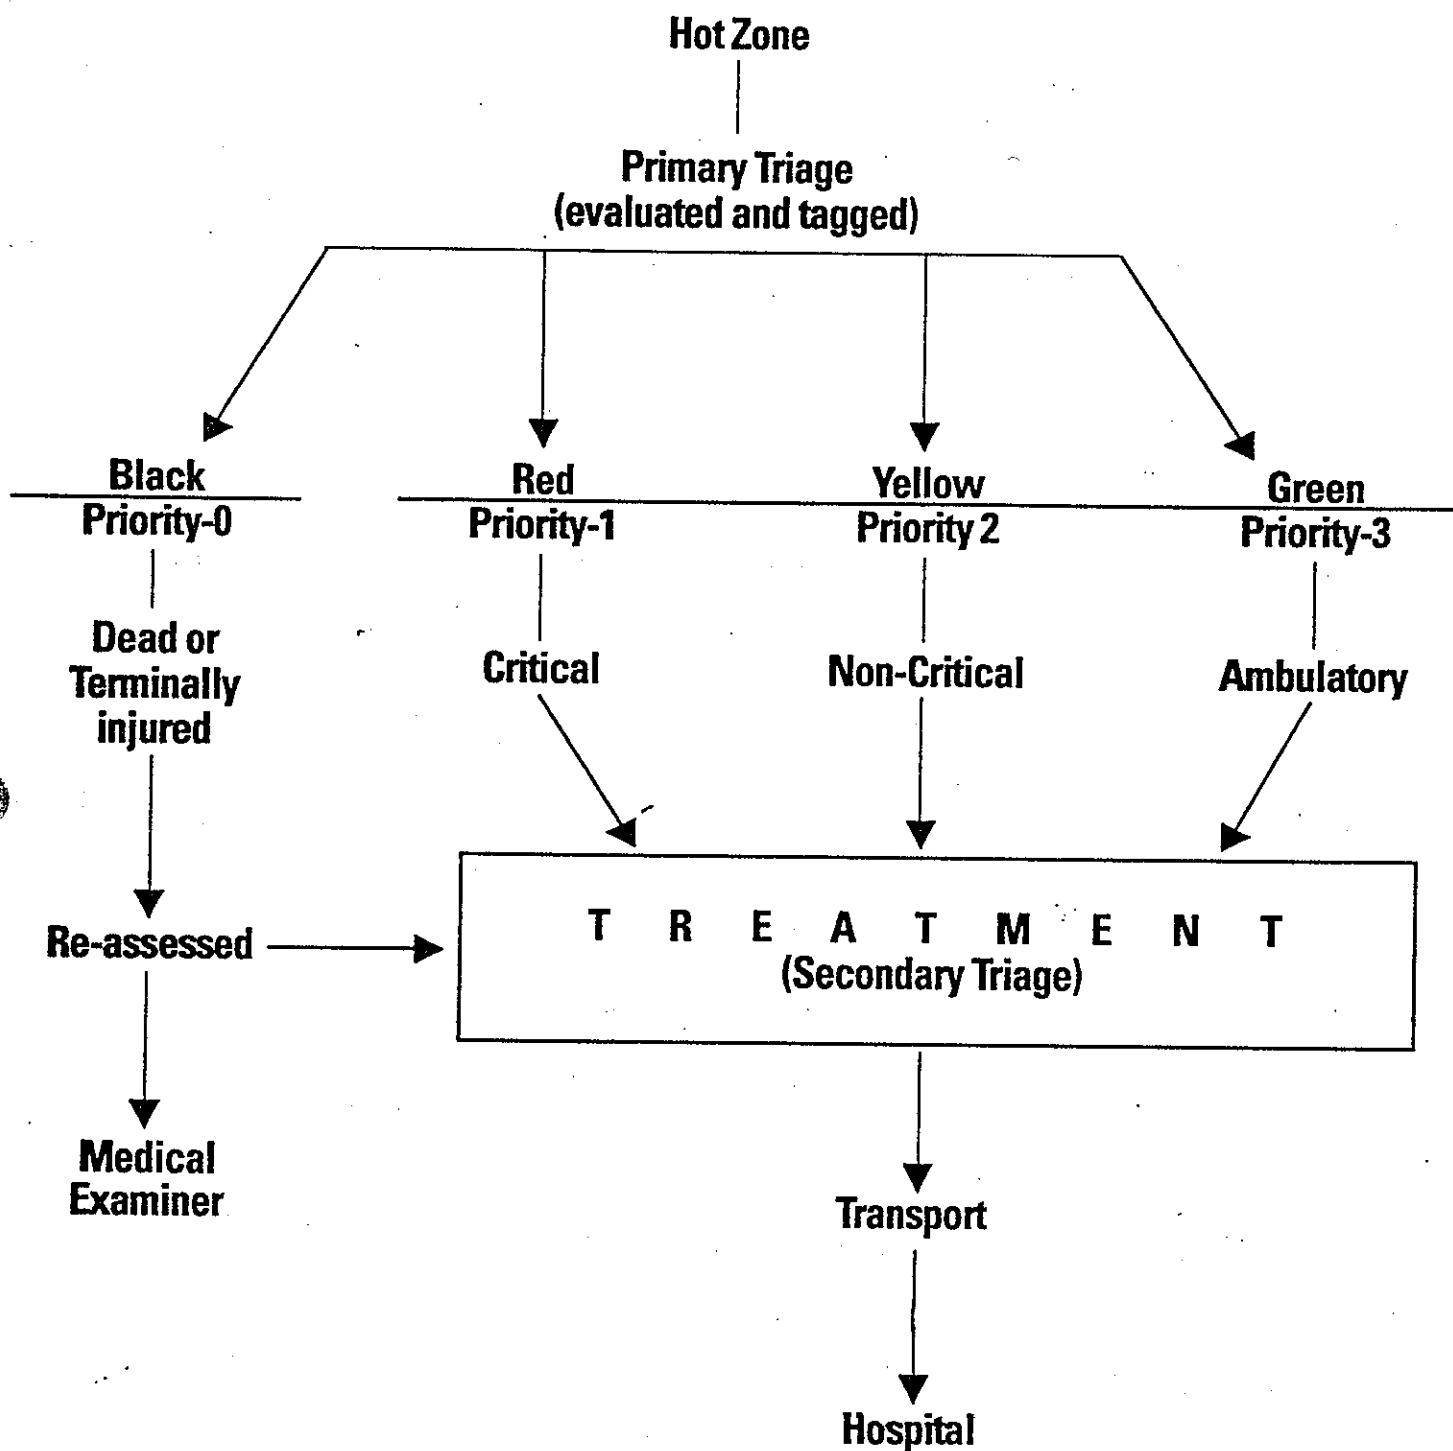 Hot Zone
Primary Triage
(evaluated and tagged)
Black
Priority-0
Red
Priority-1
Yellow
Priority 2
Green
Priority-3
Dead or
Terminally
injured
Critical
Non-Critical
Ambulatory
Re-assessed
T R E A T M E N T
(Secondary Triage)
Medical
Examiner
Transport
Hospital